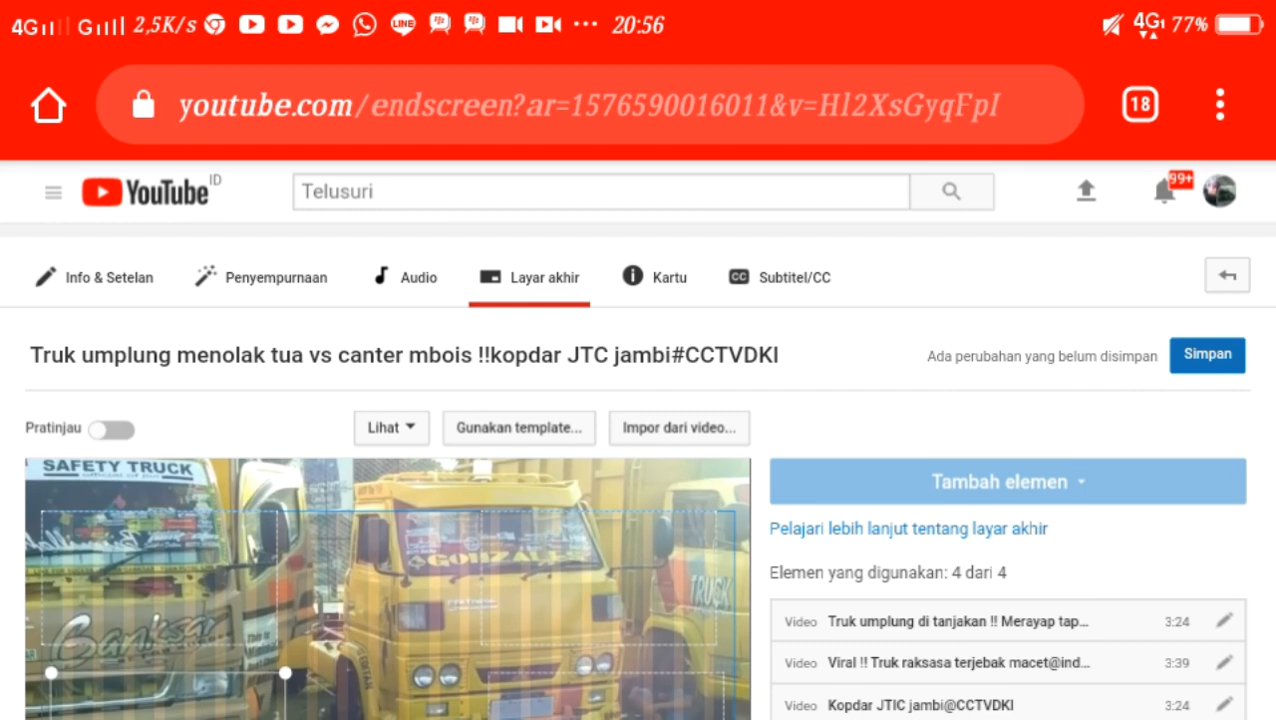 4G G 2,5K/s LINE 20:56 4G 77%
youtube.com/endscreen?ar=1576590016011&v=Hl2XsGyqFpI 18
YouTube ID Telusuri 99+
Info & Setelan Penyempurnaan Audio Layar akhir Kartu CC Subtitel/CC
Truk umplung menolak tua vs canter mbois !!kopdar JTC jambi#CCTVDKI Ada perubahan yang belum disimpan Simpan
Pratinjau Lihat Gunakan template... Impor dari video...
SAFETY TRUCK
GONZALES
TRUCK
Tambah elemen
Pelajari lebih lanjut tentang layar akhir
Elemen yang digunakan: 4 dari 4
Video Truk umplung di tanjakan !! Merayap tap... 3:24
Video Viral !! Truk raksasa terjebak macet@ind... 3:39
Video Kopdar JTIC jambi@CCTVDKI 3:24